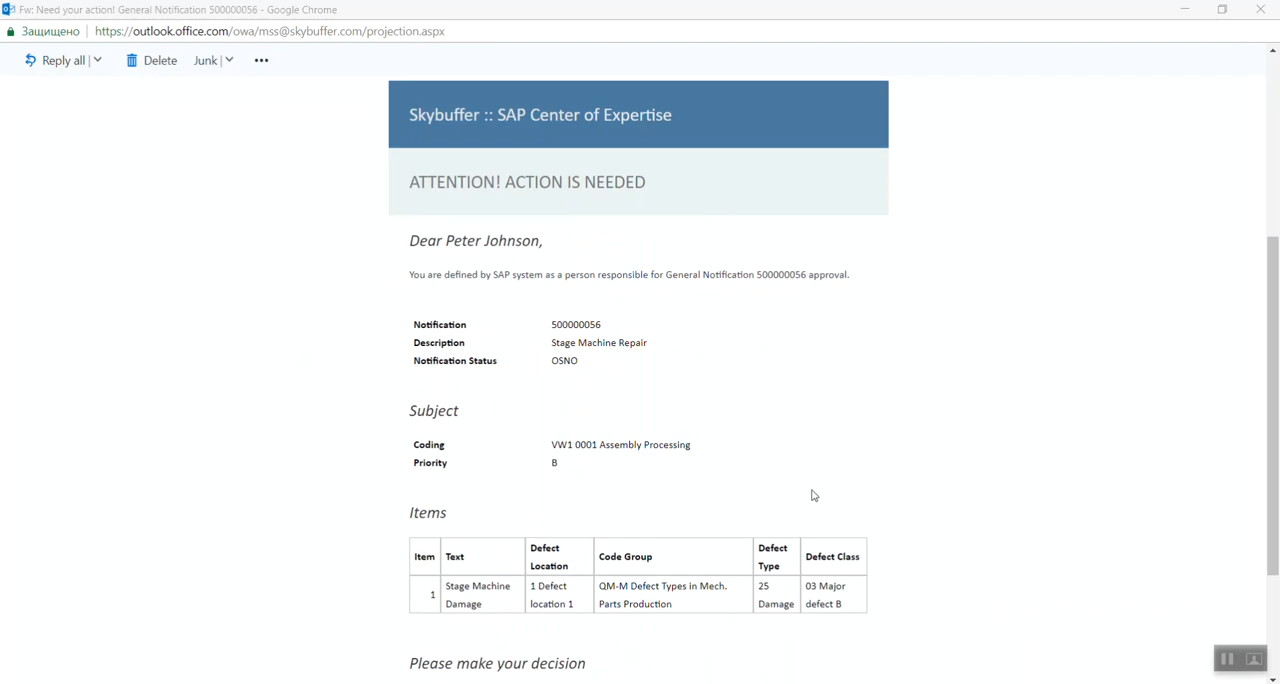 Fw: Need your action! General Notification 500000056 - Google Chrome
Защищено https://outlook.office.com/owa/mss@skybuffer.com/projection.aspx
Reply all Delete Junk •••
Skybuffer :: SAP Center of Expertise
ATTENTION! ACTION IS NEEDED
Dear Peter Johnson,
You are defined by SAP system as a person responsible for General Notification 500000056 approval.
Notification 500000056
Description Stage Machine Repair
Notification Status OSNO
Subject
Coding VW1 0001 Assembly Processing
Priority B
Items
Item Text Defect Location Code Group Defect Type Defect Class
1 Stage Machine Damage 1 Defect location 1 QM-M Defect Types in Mech. Parts Production 25 Damage 03 Major defect B
Please make your decision